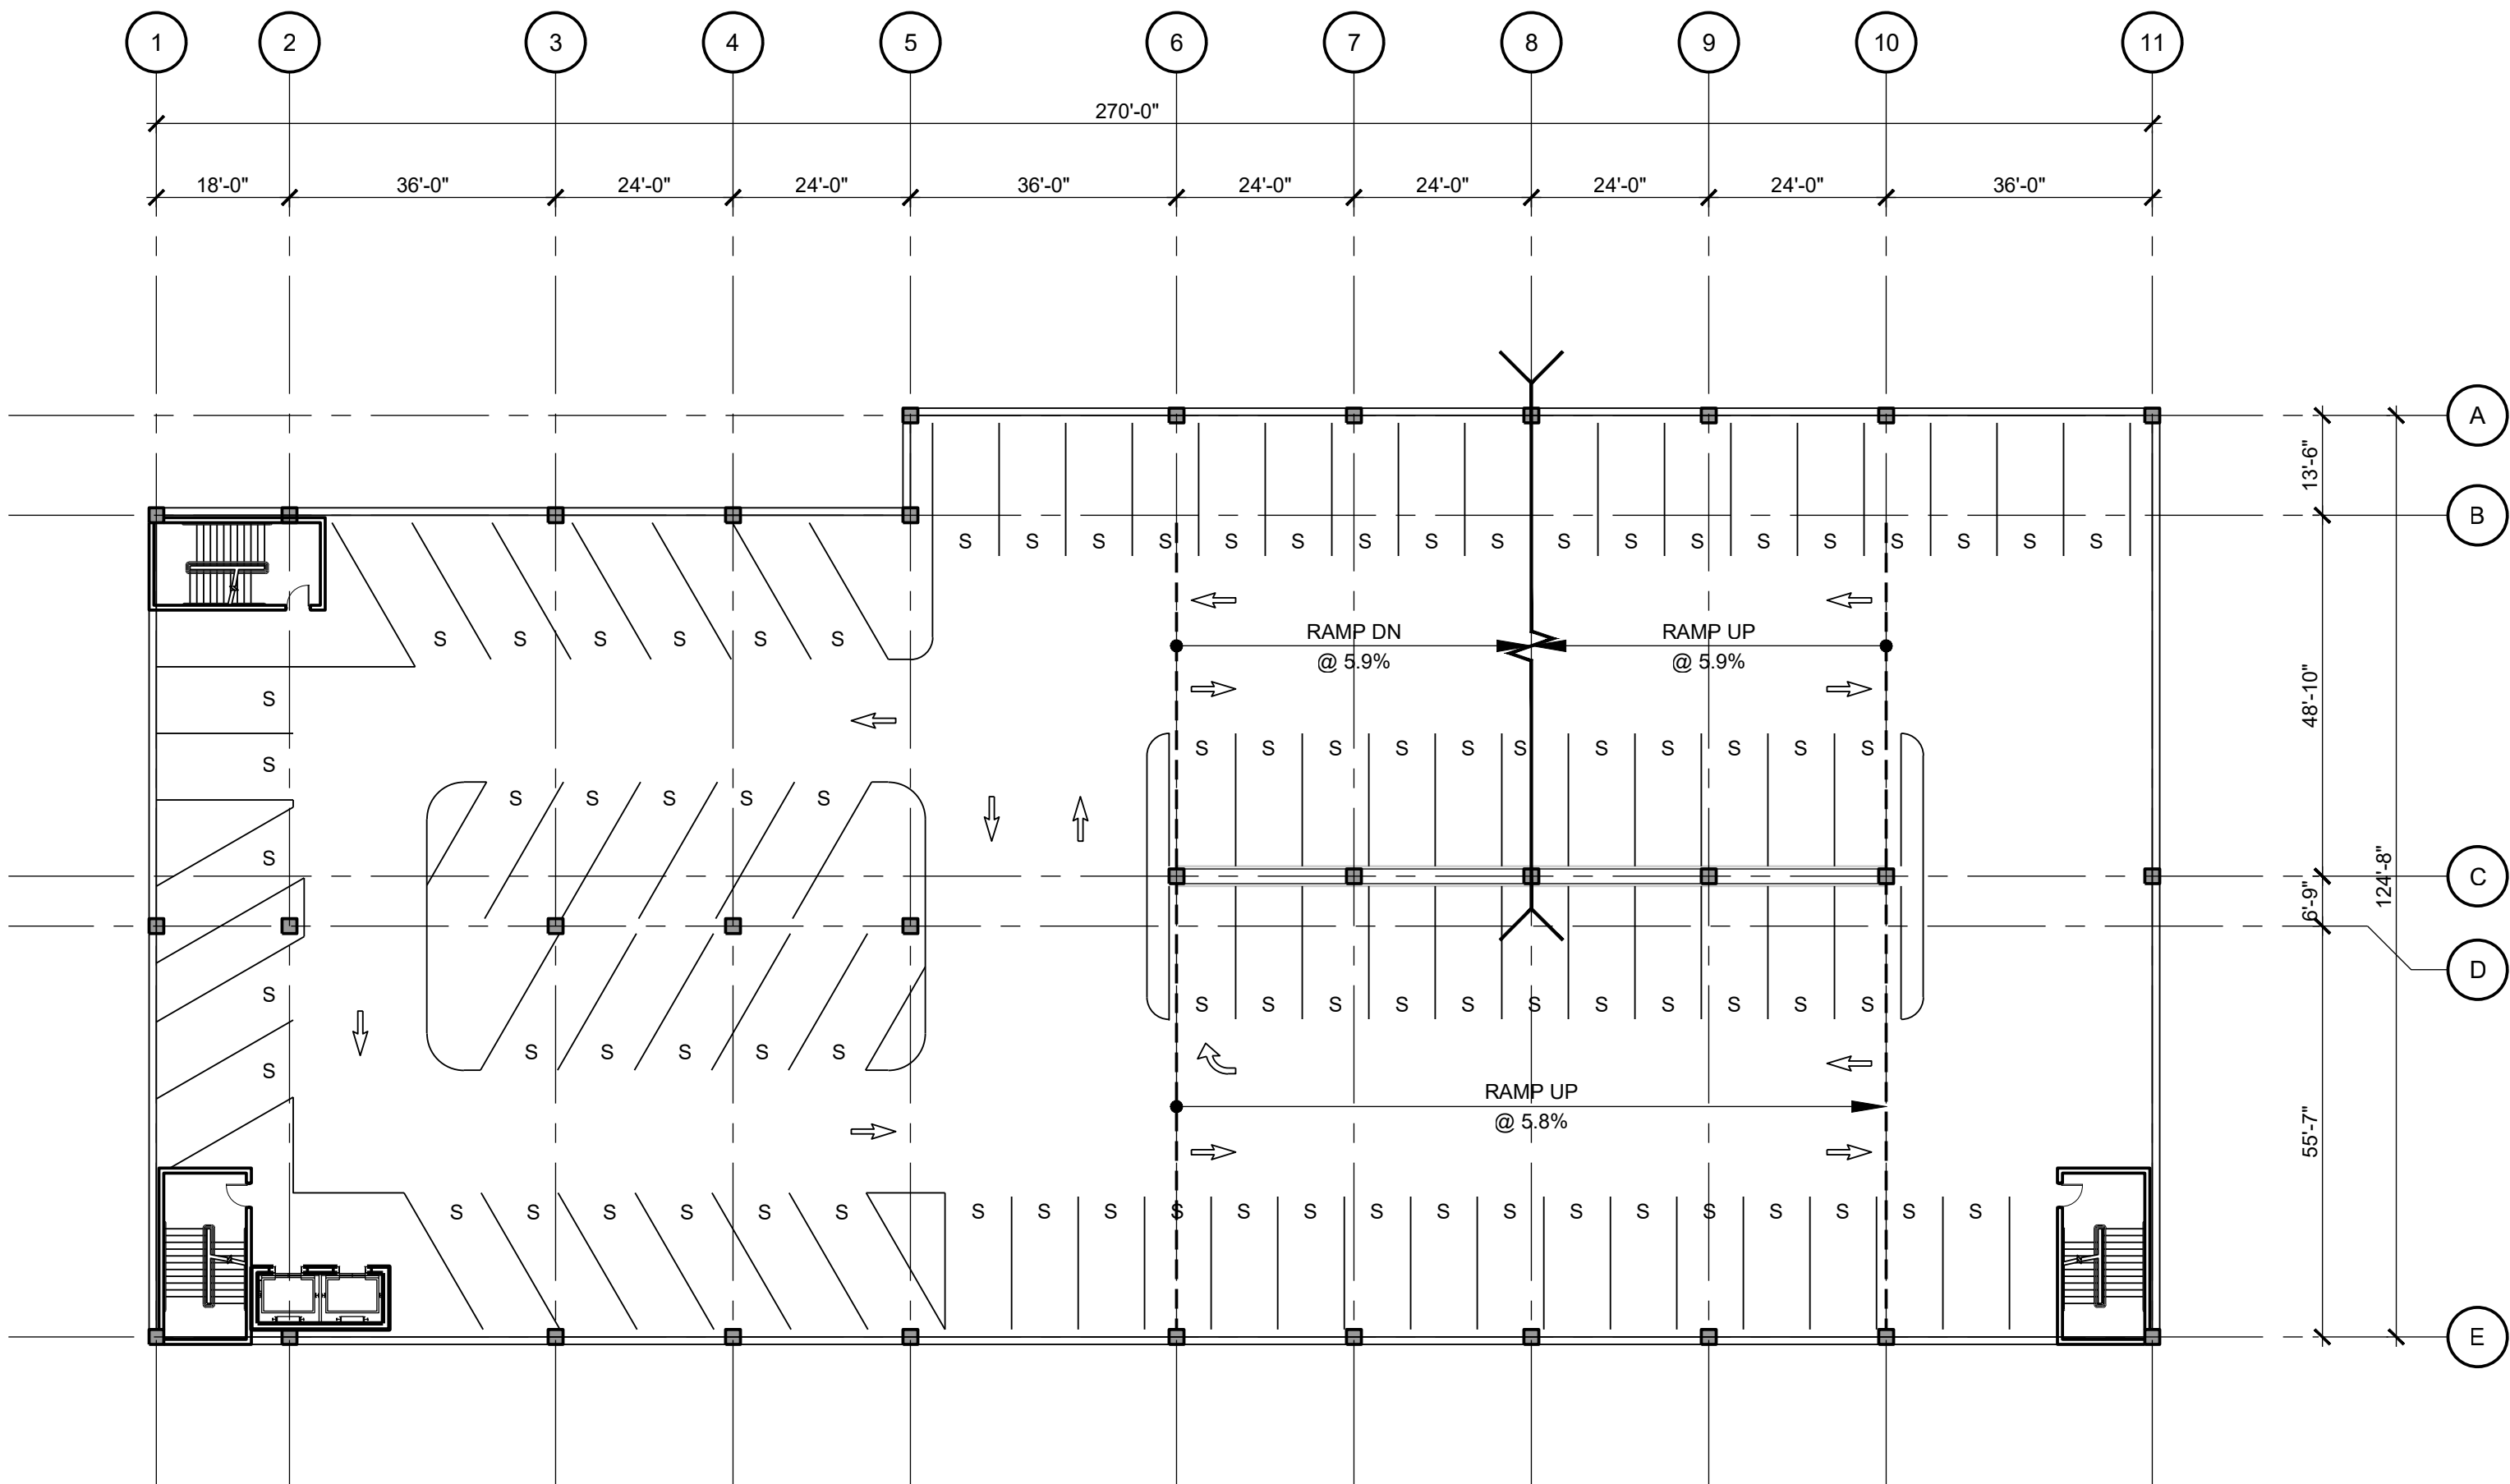 1 2 3 4 5 6 7 8 9 10 11
270'-0"
18'-0" 36'-0" 24'-0" 24'-0" 36'-0" 24'-0" 24'-0" 24'-0" 24'-0" 36'-0"
A
13'-6"
B
S S S S S S S S S S S S S S S S S S
RAMP DN RAMP UP
S S S S S S
@ 5.9% @ 5.9%
S
48'-10"
S S S S S S S S S S S
S
S S S S S
S
C
124'-8"
6'-9"
D
S
S S S S S S S S S S S
S S S S S
S
RAMP UP
@ 5.8%
55'-7"
S S S S S S S S S S S S S S S S S S S S S S
E